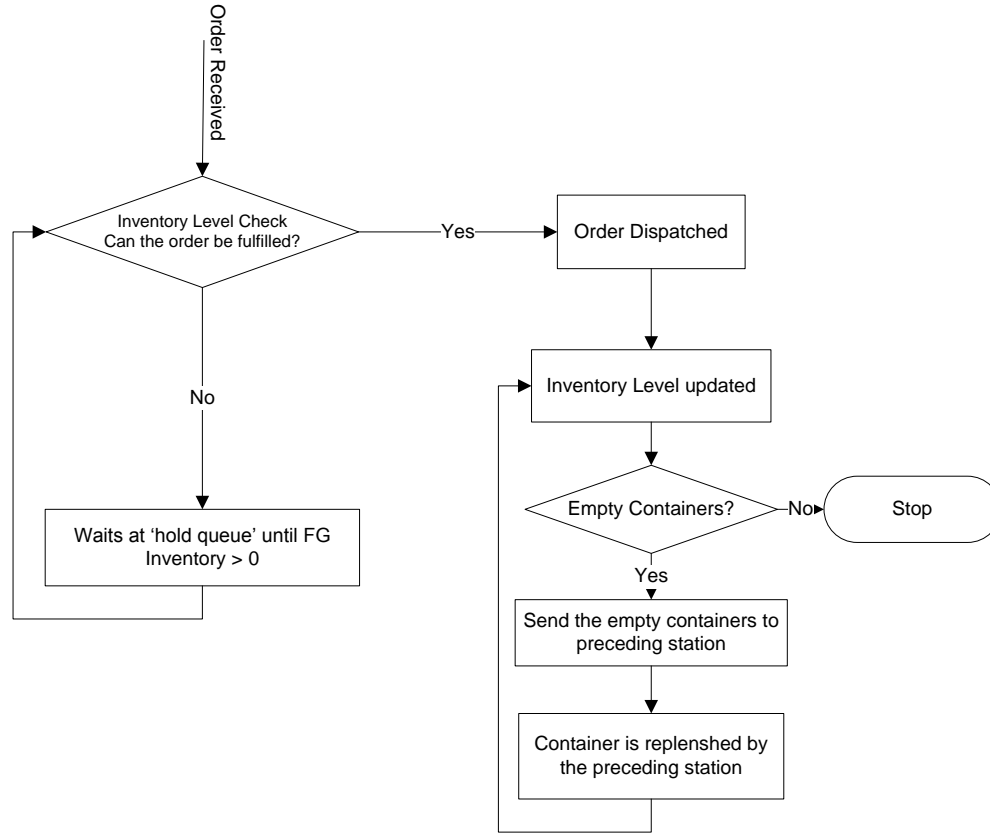 Order Received
Inventory Level Check
Can the order be fulfilled?
Yes
Order Dispatched
No
Inventory Level updated
Empty Containers?
No
Stop
Waits at ‘hold queue’ until FG
Inventory > 0
Yes
Send the empty containers to
preceding station
Container is replenshed by
the preceding station